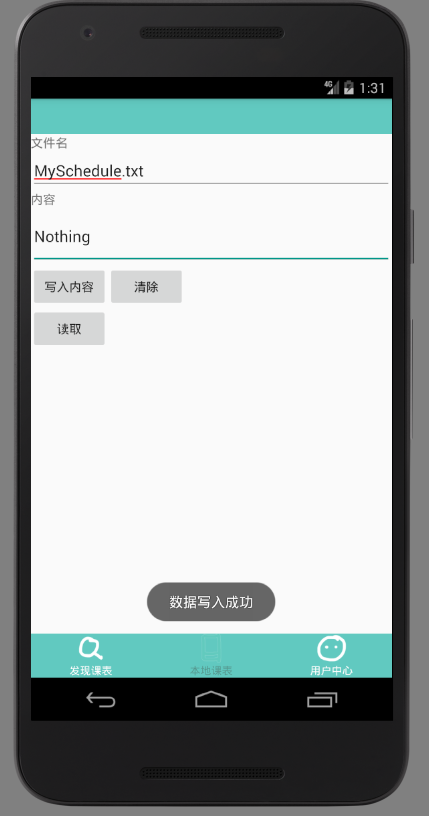 4G 1:31
文件名
MySchedule.txt
内容
Nothing
写入内容 清除
读取
数据写入成功
发现课表 本地课表 用户中心